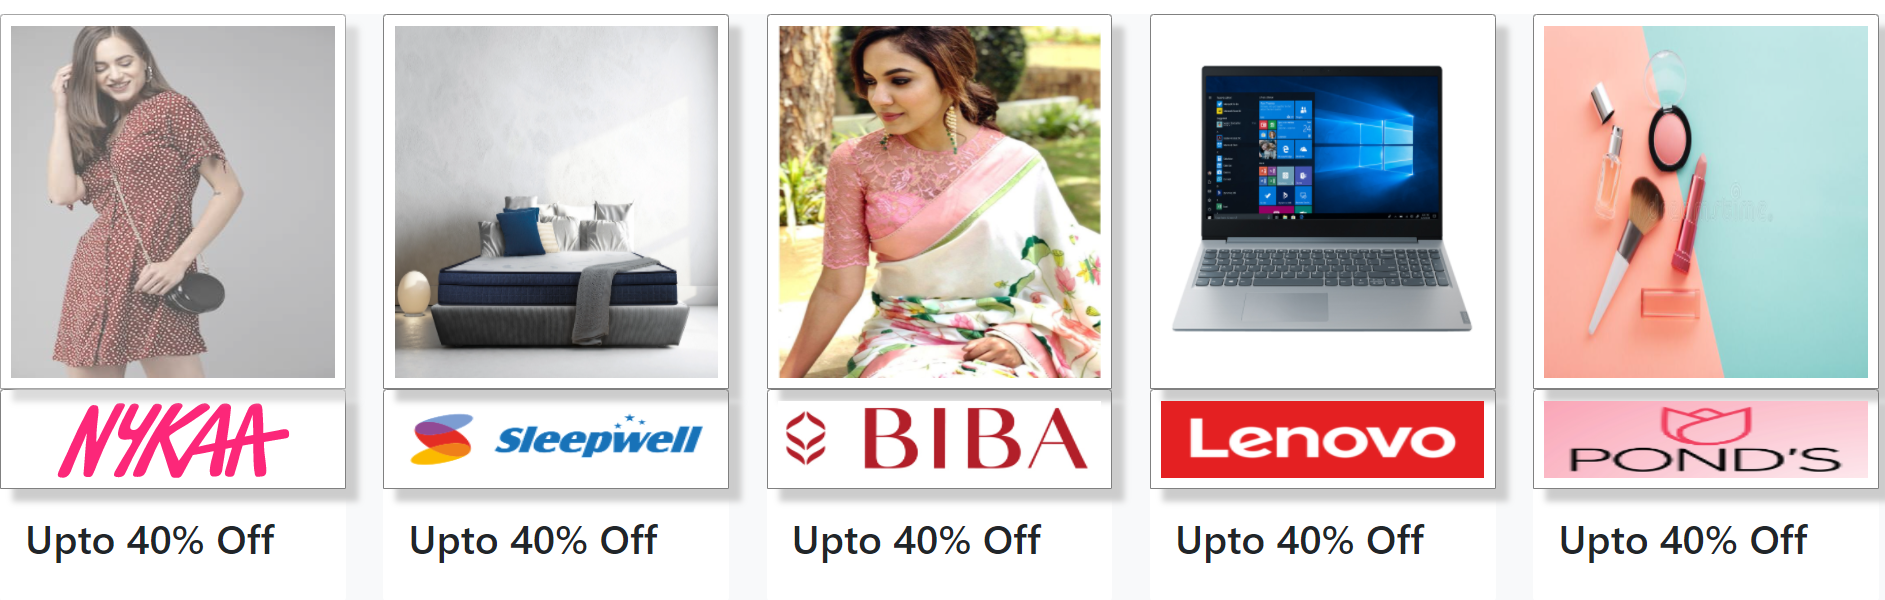 NYKAA
Sleepwell
BIBA
Lenovo
POND'S
Upto 40% Off
Upto 40% Off
Upto 40% Off
Upto 40% Off
Upto 40% Off